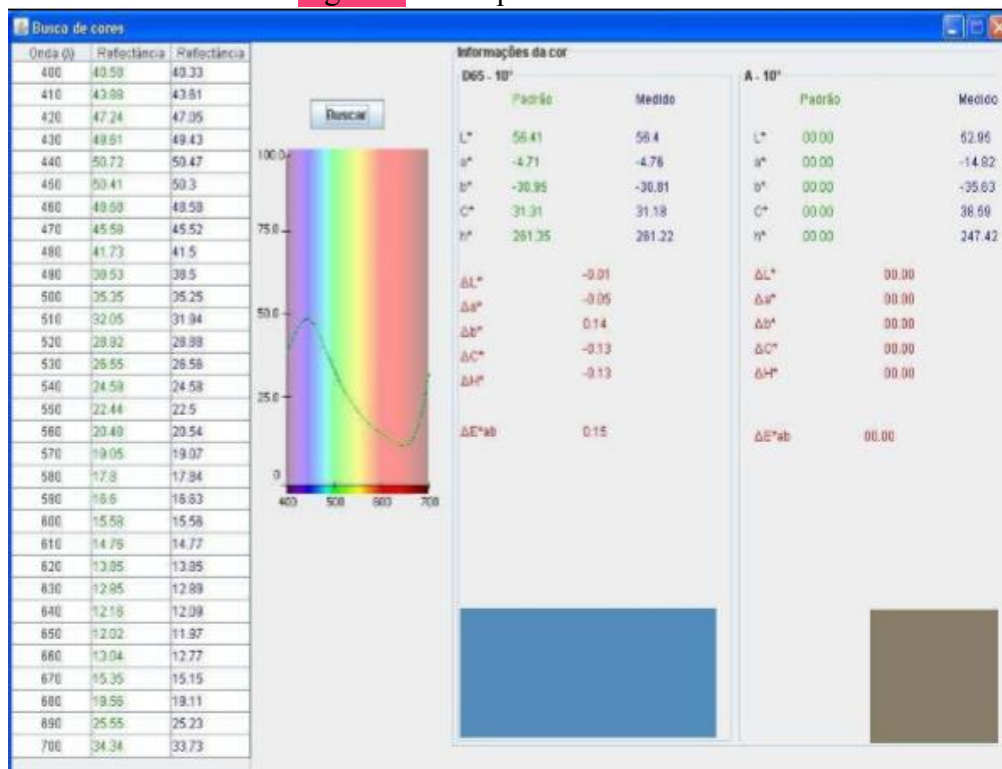 Busca de cores
Onda (λ) Refectância Refectância
400 40.50 40.33
410 43.88 43.61
420 47.24 47.05
430 49.61 49.43
440 50.72 50.47
450 50.41 50.3
460 48.60 48.58
470 45.58 45.52
480 41.73 41.5
490 38.53 38.5
500 35.35 35.25
510 32.05 31.94
520 28.92 28.88
530 26.55 26.56
540 24.59 24.58
550 22.44 22.5
560 20.49 20.54
570 19.05 19.07
580 17.8 17.84
590 16.6 16.63
600 15.58 15.56
610 14.76 14.77
620 13.85 13.85
630 12.85 12.89
640 12.16 12.09
650 12.02 11.97
660 13.04 12.77
670 15.35 15.15
680 19.56 19.11
690 25.55 25.23
700 34.34 33.73
Buscar
100.0
75.0
50.0
25.0
0
400 500 600 700
Informações da cor
D65 - 10°
Padrão Medido
L* 56.41 56.4
a* -4.71 -4.76
b* -30.95 -30.81
C* 31.31 31.18
h* 261.35 261.22
ΔL* -0.01
Δa* -0.05
Δb* 0.14
ΔC* -0.13
ΔH* -0.13
ΔE*ab 0.15
A - 10°
Padrão Medido
L* 00.00 52.95
a* 00.00 -14.82
b* 00.00 -35.63
C* 00.00 38.59
h* 00.00 247.42
ΔL* 00.00
Δa* 00.00
Δb* 00.00
ΔC* 00.00
ΔH* 00.00
ΔE*ab 00.00